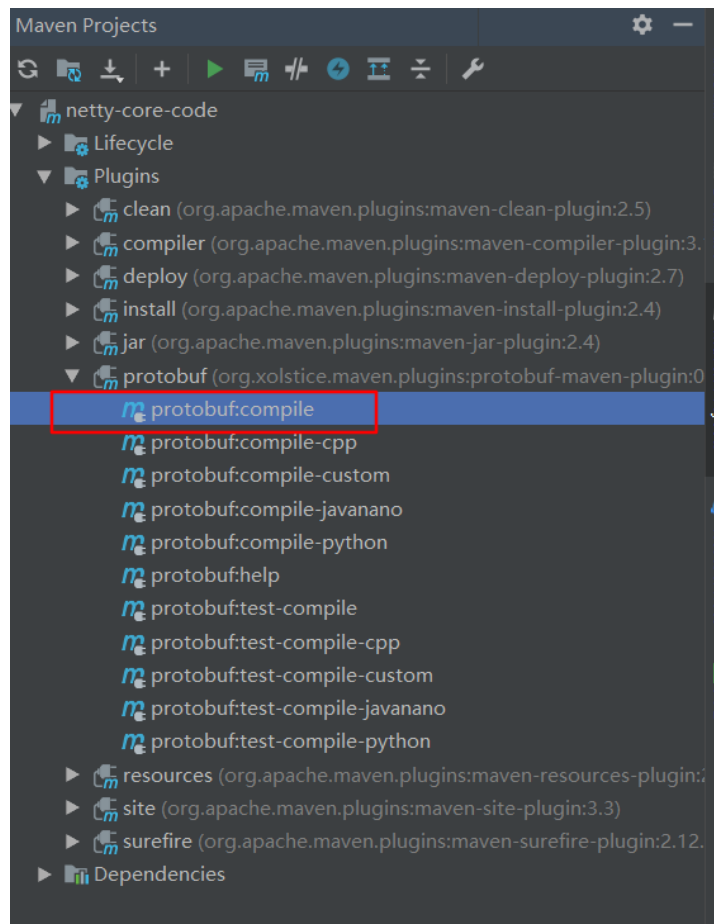 Maven Projects
netty-core-code
Lifecycle
Plugins
clean (org.apache.maven.plugins:maven-clean-plugin:2.5)
compiler (org.apache.maven.plugins:maven-compiler-plugin:3.
deploy (org.apache.maven.plugins:maven-deploy-plugin:2.7)
install (org.apache.maven.plugins:maven-install-plugin:2.4)
jar (org.apache.maven.plugins:maven-jar-plugin:2.4)
protobuf (org.xolstice.maven.plugins:protobuf-maven-plugin:0
protobuf:compile
protobuf:compile-cpp
protobuf:compile-custom
protobuf:compile-javanano
protobuf:compile-python
protobuf:help
protobuf:test-compile
protobuf:test-compile-cpp
protobuf:test-compile-custom
protobuf:test-compile-javanano
protobuf:test-compile-python
resources (org.apache.maven.plugins:maven-resources-plugin:2
site (org.apache.maven.plugins:maven-site-plugin:3.3)
surefire (org.apache.maven.plugins:maven-surefire-plugin:2.12.
Dependencies